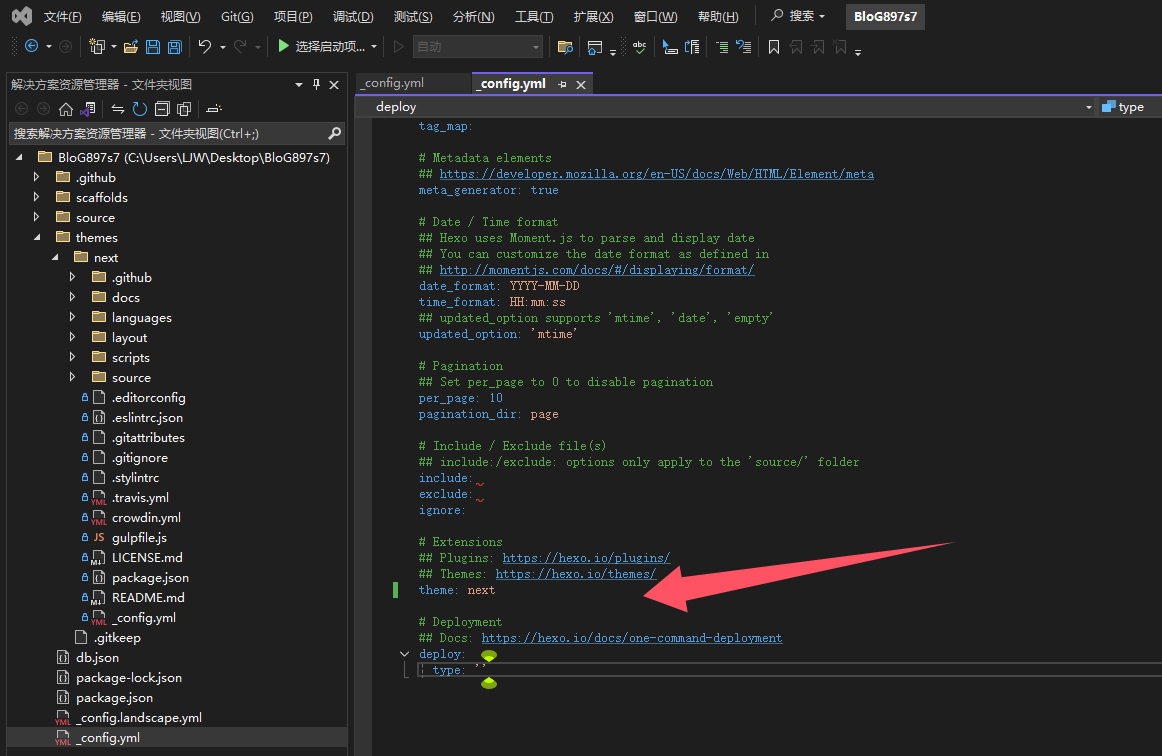 文件(F) 编辑(E) 视图(V) Git(G) 项目(P) 调试(D) 测试(S) 分析(N) 工具(T) 扩展(X) 窗口(W) 帮助(H) 搜索 BloG897s7
选择启动项... 自动 abc
解决方案资源管理器 - 文件夹视图
搜索解决方案资源管理器 - 文件夹视图(Ctrl+;)
BloG897s7 (C:\Users\LJW\Desktop\BloG897s7)
.github
scaffolds
source
themes
next
.github
docs
languages
layout
scripts
source
.editorconfig
.eslintrc.json
.gitattributes
.gitignore
.stylintrc
YML .travis.yml
YML crowdin.yml
JS gulpfile.js
LICENSE.md
package.json
README.md
YML _config.yml
.gitkeep
db.json
package-lock.json
package.json
YML _config.landscape.yml
YML _config.yml
_config.yml _config.yml
deploy type
tag_map:
# Metadata elements
## https://developer.mozilla.org/en-US/docs/Web/HTML/Element/meta
meta_generator: true
# Date / Time format
## Hexo uses Moment.js to parse and display date
## You can customize the date format as defined in
## http://momentjs.com/docs/#/displaying/format/
date_format: YYYY-MM-DD
time_format: HH:mm:ss
## updated_option supports 'mtime', 'date', 'empty'
updated_option: 'mtime'
# Pagination
## Set per_page to 0 to disable pagination
per_page: 10
pagination_dir: page
# Include / Exclude file(s)
## include:/exclude: options only apply to the 'source/' folder
include:
exclude:
ignore:
# Extensions
## Plugins: https://hexo.io/plugins/
## Themes: https://hexo.io/themes/
theme: next
# Deployment
## Docs: https://hexo.io/docs/one-command-deployment
deploy:
type: ''